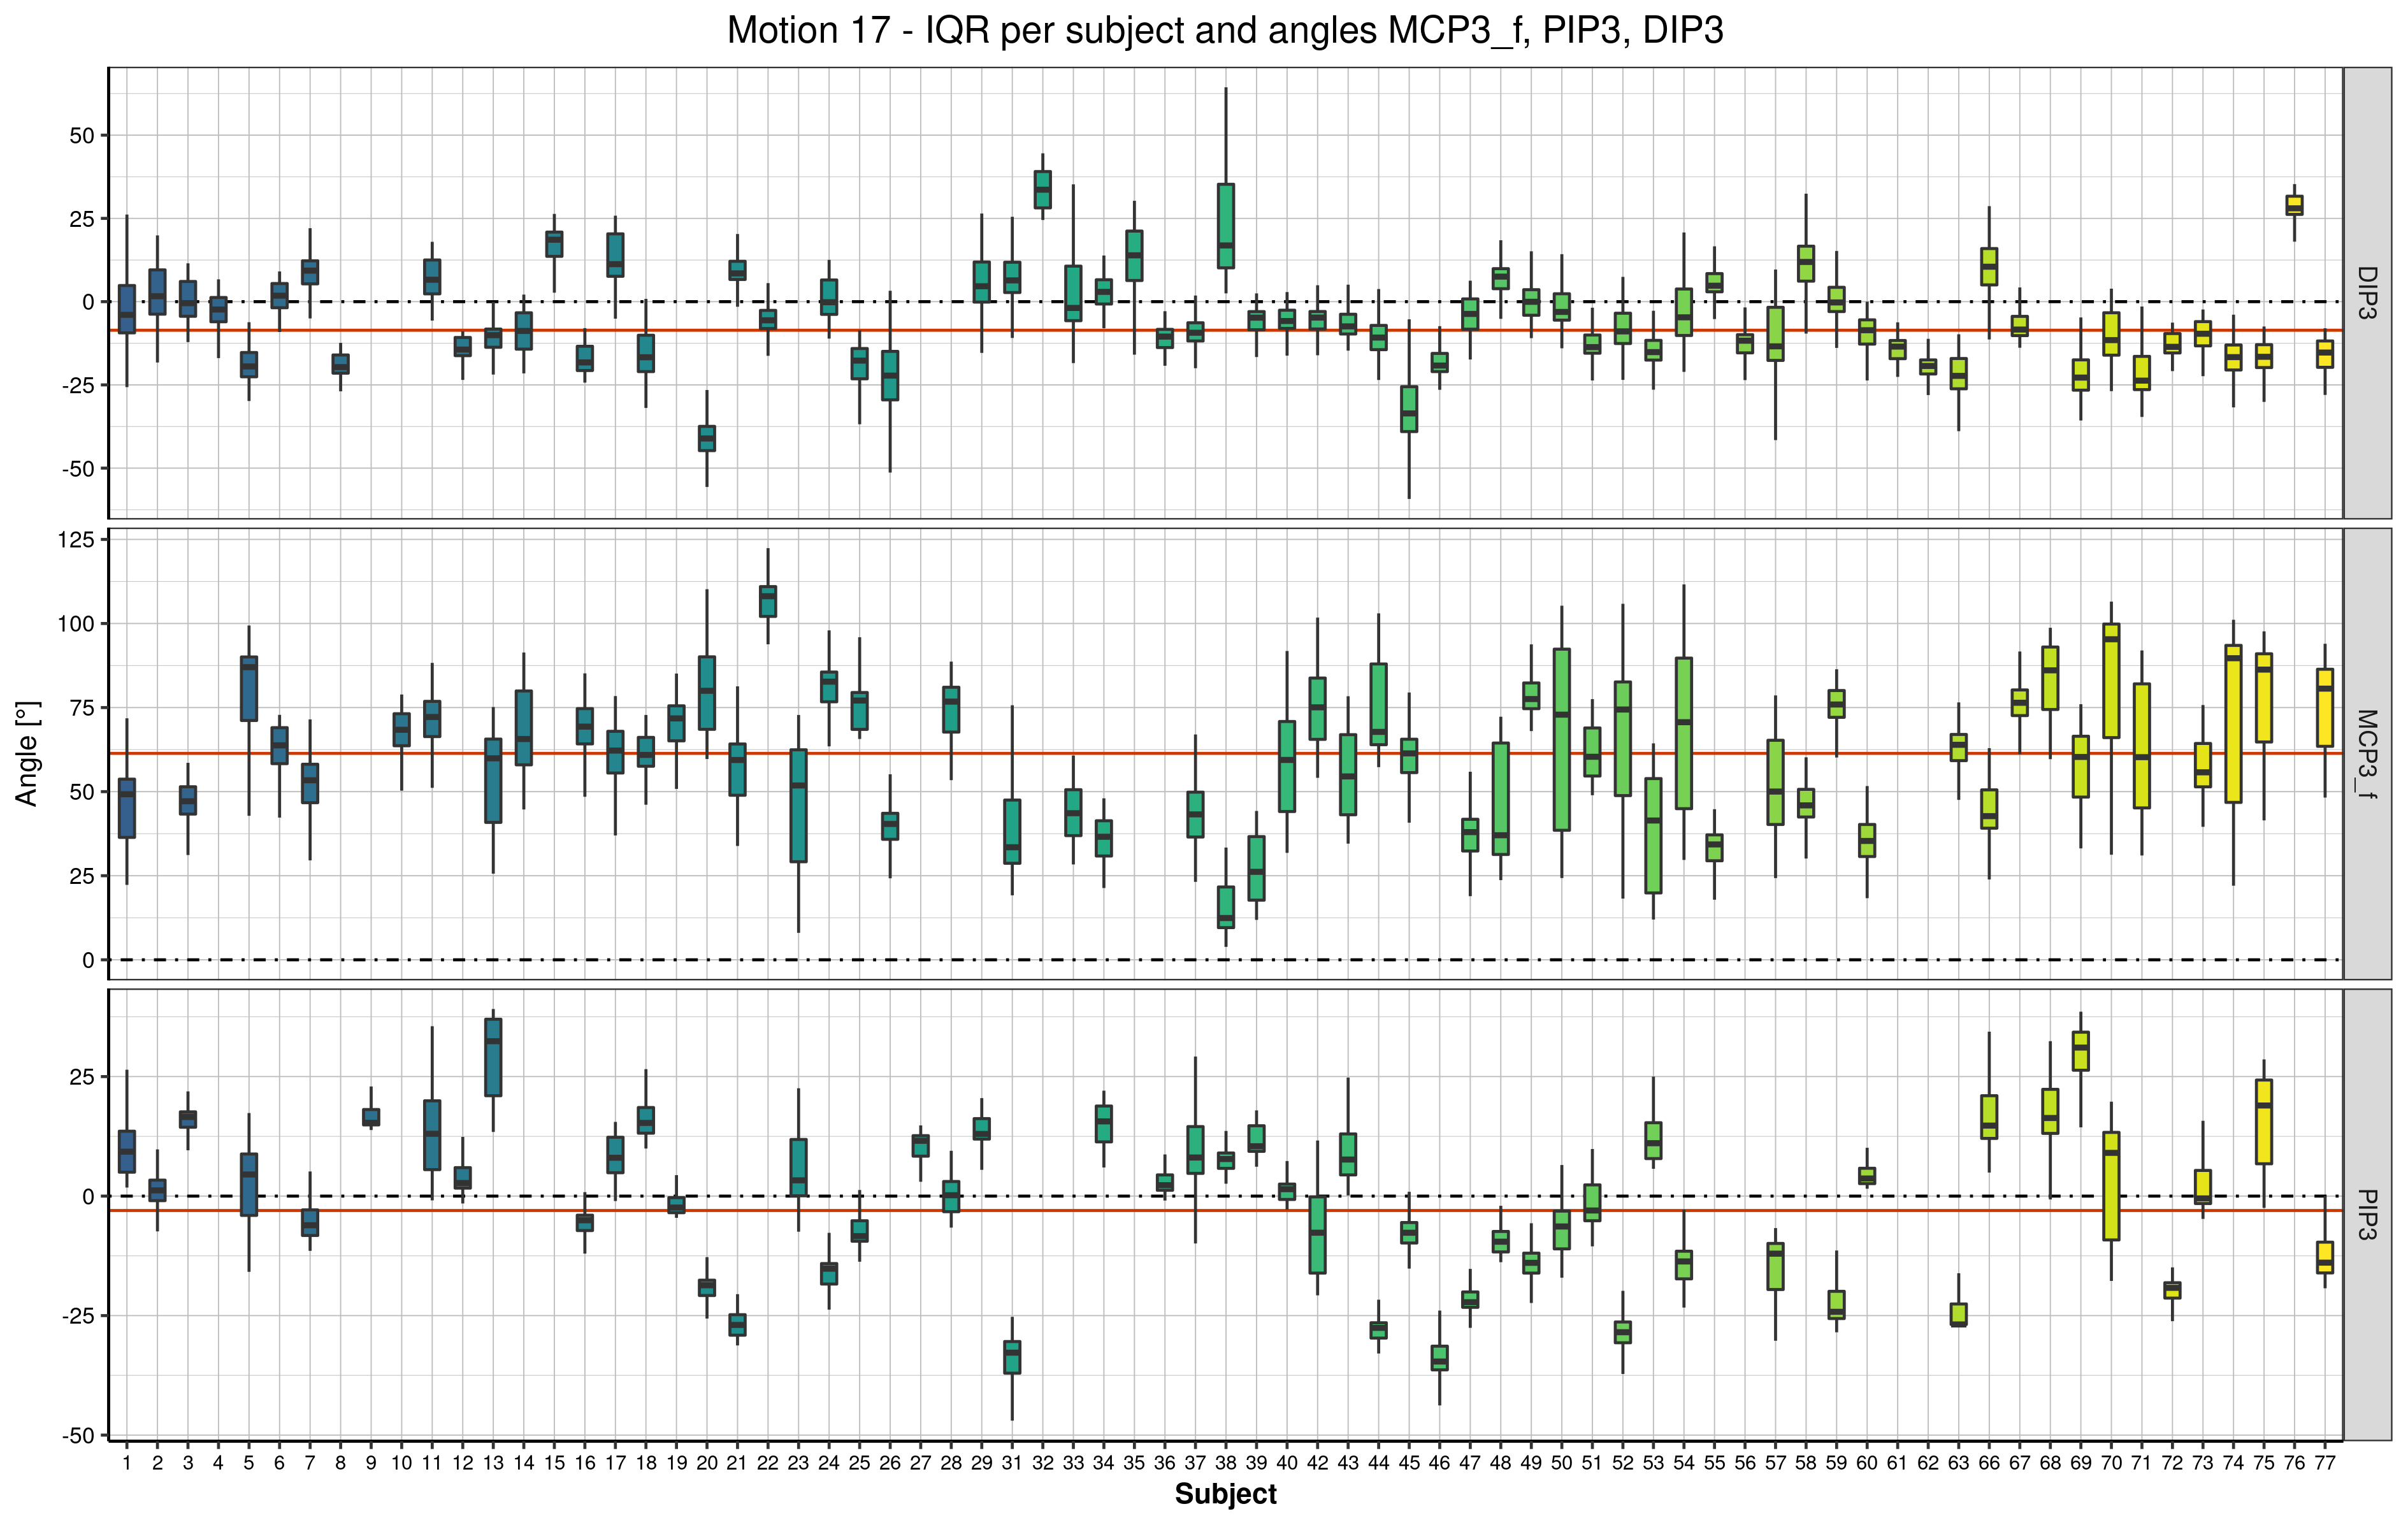 Motion 17 - IQR per subject and angles MCP3_f, PIP3, DIP3
50
25
0
-25
-50
DIP3
125
100
75
50
25
0
MCP3_f
Angle [°]
25
0
-25
-50
PIP3
1 2 3 4 5 6 7 8 9 10 11 12 13 14 15 16 17 18 19 20 21 22 23 24 25 26 27 28 29 31 32 33 34 35 36 37 38 39 40 42 43 44 45 46 47 48 49 50 51 52 53 54 55 56 57 58 59 60 61 62 63 66 67 68 69 70 71 72 73 74 75 76 77
Subject